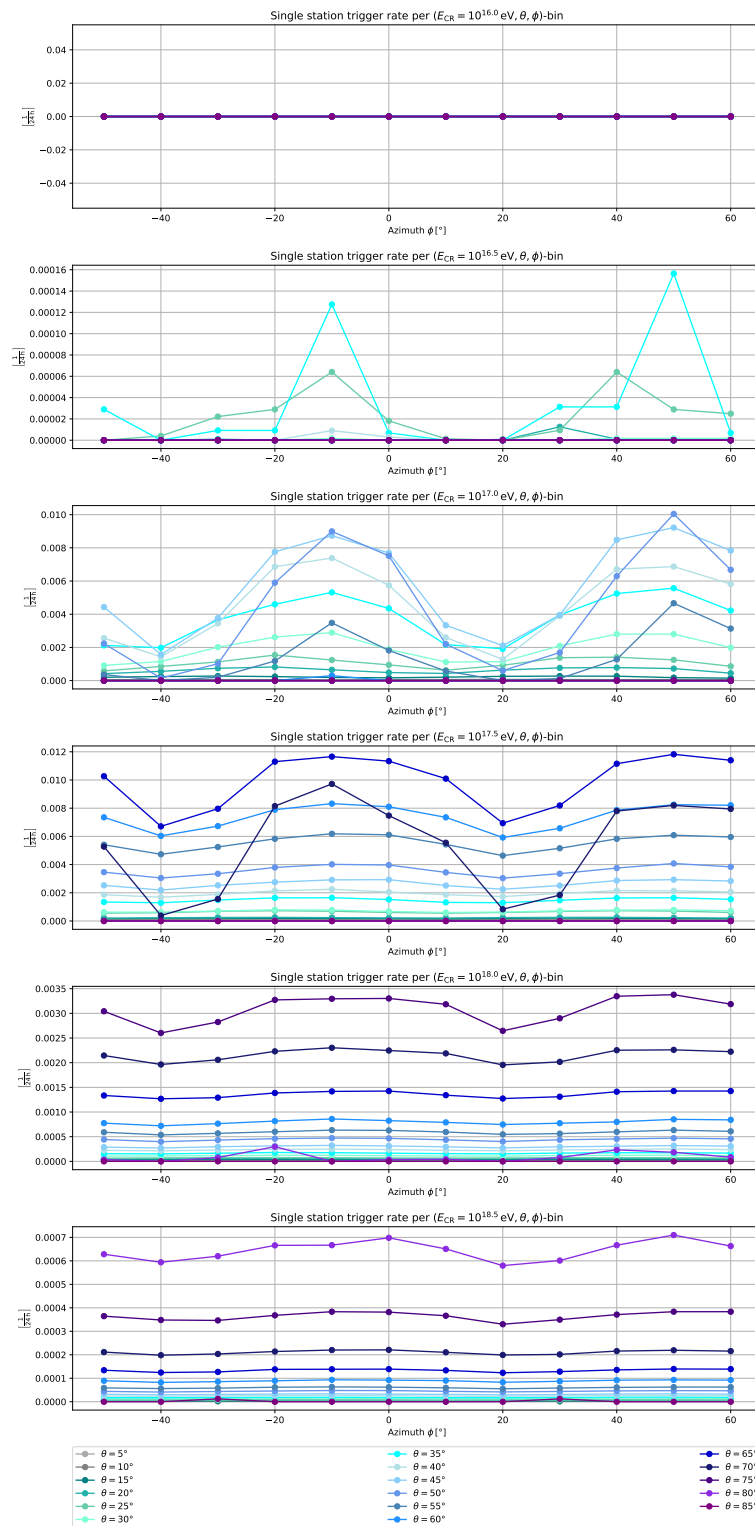 Single station trigger rate per (E_CR = 10^16.0 eV, θ, ϕ)-bin
0.04
0.02
0.00
−0.02
−0.04
[1/24 h]
−40 −20 0 20 40 60
Azimuth ϕ [°]
Single station trigger rate per (E_CR = 10^16.5 eV, θ, ϕ)-bin
0.00016
0.00014
0.00012
0.00010
0.00008
0.00006
0.00004
0.00002
0.00000
[1/24 h]
−40 −20 0 20 40 60
Azimuth ϕ [°]
Single station trigger rate per (E_CR = 10^17.0 eV, θ, ϕ)-bin
0.010
0.008
0.006
0.004
0.002
0.000
[1/24 h]
−40 −20 0 20 40 60
Azimuth ϕ [°]
Single station trigger rate per (E_CR = 10^17.5 eV, θ, ϕ)-bin
0.012
0.010
0.008
0.006
0.004
0.002
0.000
[1/24 h]
−40 −20 0 20 40 60
Azimuth ϕ [°]
Single station trigger rate per (E_CR = 10^18.0 eV, θ, ϕ)-bin
0.0035
0.0030
0.0025
0.0020
0.0015
0.0010
0.0005
0.0000
[1/24 h]
−40 −20 0 20 40 60
Azimuth ϕ [°]
Single station trigger rate per (E_CR = 10^18.5 eV, θ, ϕ)-bin
0.0007
0.0006
0.0005
0.0004
0.0003
0.0002
0.0001
0.0000
[1/24 h]
−40 −20 0 20 40 60
Azimuth ϕ [°]
θ = 5° θ = 35° θ = 65°
θ = 10° θ = 40° θ = 70°
θ = 15° θ = 45° θ = 75°
θ = 20° θ = 50° θ = 80°
θ = 25° θ = 55° θ = 85°
θ = 30° θ = 60°